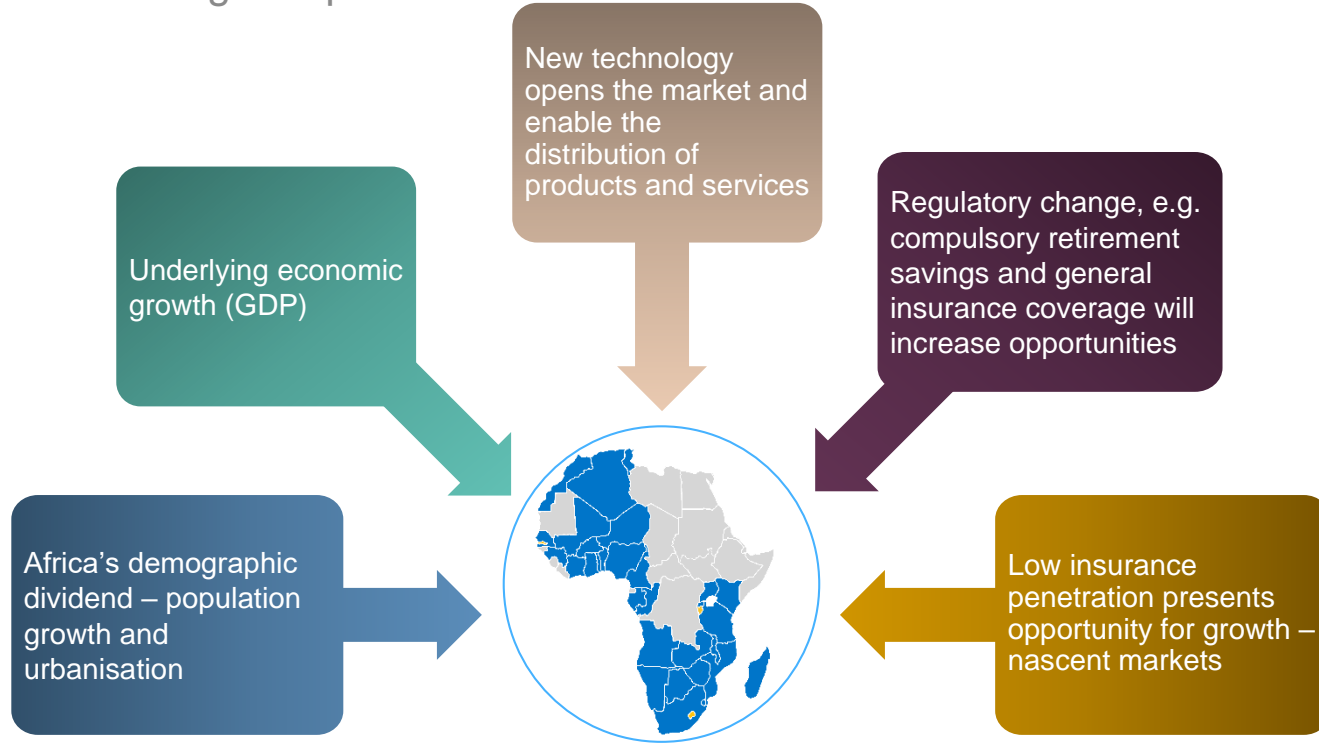 New technology
opens the market and
enable the
distribution of
products and services
Regulatory change, e.g.
compulsory retirement
savings and general
insurance coverage will
increase opportunities
Underlying economic
growth (GDP)
Africa's demographic
dividend – population
growth and
urbanisation
Low insurance
penetration presents
opportunity for growth –
nascent markets